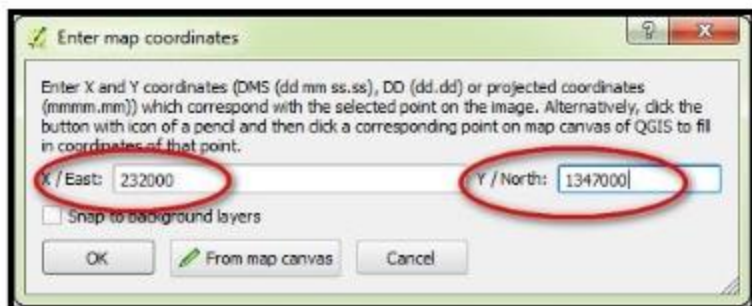 Enter map coordinates
Enter X and Y coordinates (DMS (dd mm ss.ss), DD (dd.dd) or projected coordinates
(mmmm.mm)) which correspond with the selected point on the image. Alternatively, click the
button with icon of a pencil and then click a corresponding point on map canvas of QGIS to fill
in coordinates of that point.
X / East: 232000 Y / North: 1347000
Snap to background layers
OK From map canvas Cancel